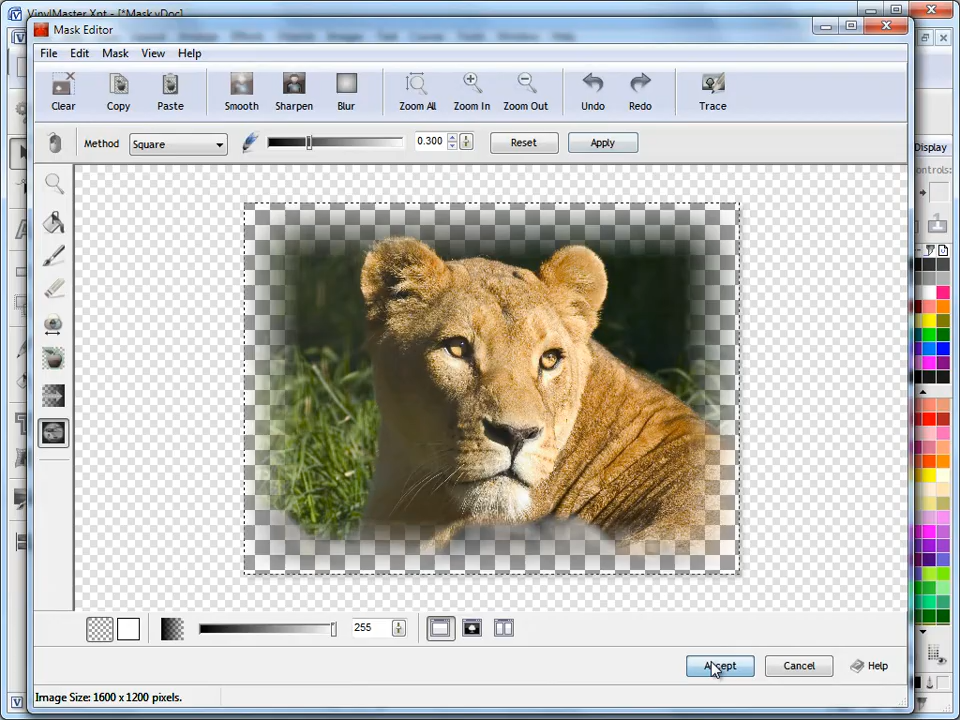 VinylMaster Xpt - [*Mask.vDoc]
Mask Editor
File Edit Mask View Help
Clear Copy Paste Smooth Sharpen Blur Zoom All Zoom In Zoom Out Undo Redo Trace
Method Square 0.300 Reset Apply
Display
ontrols:
255
Accept Cancel Help
Image Size: 1600 x 1200 pixels.